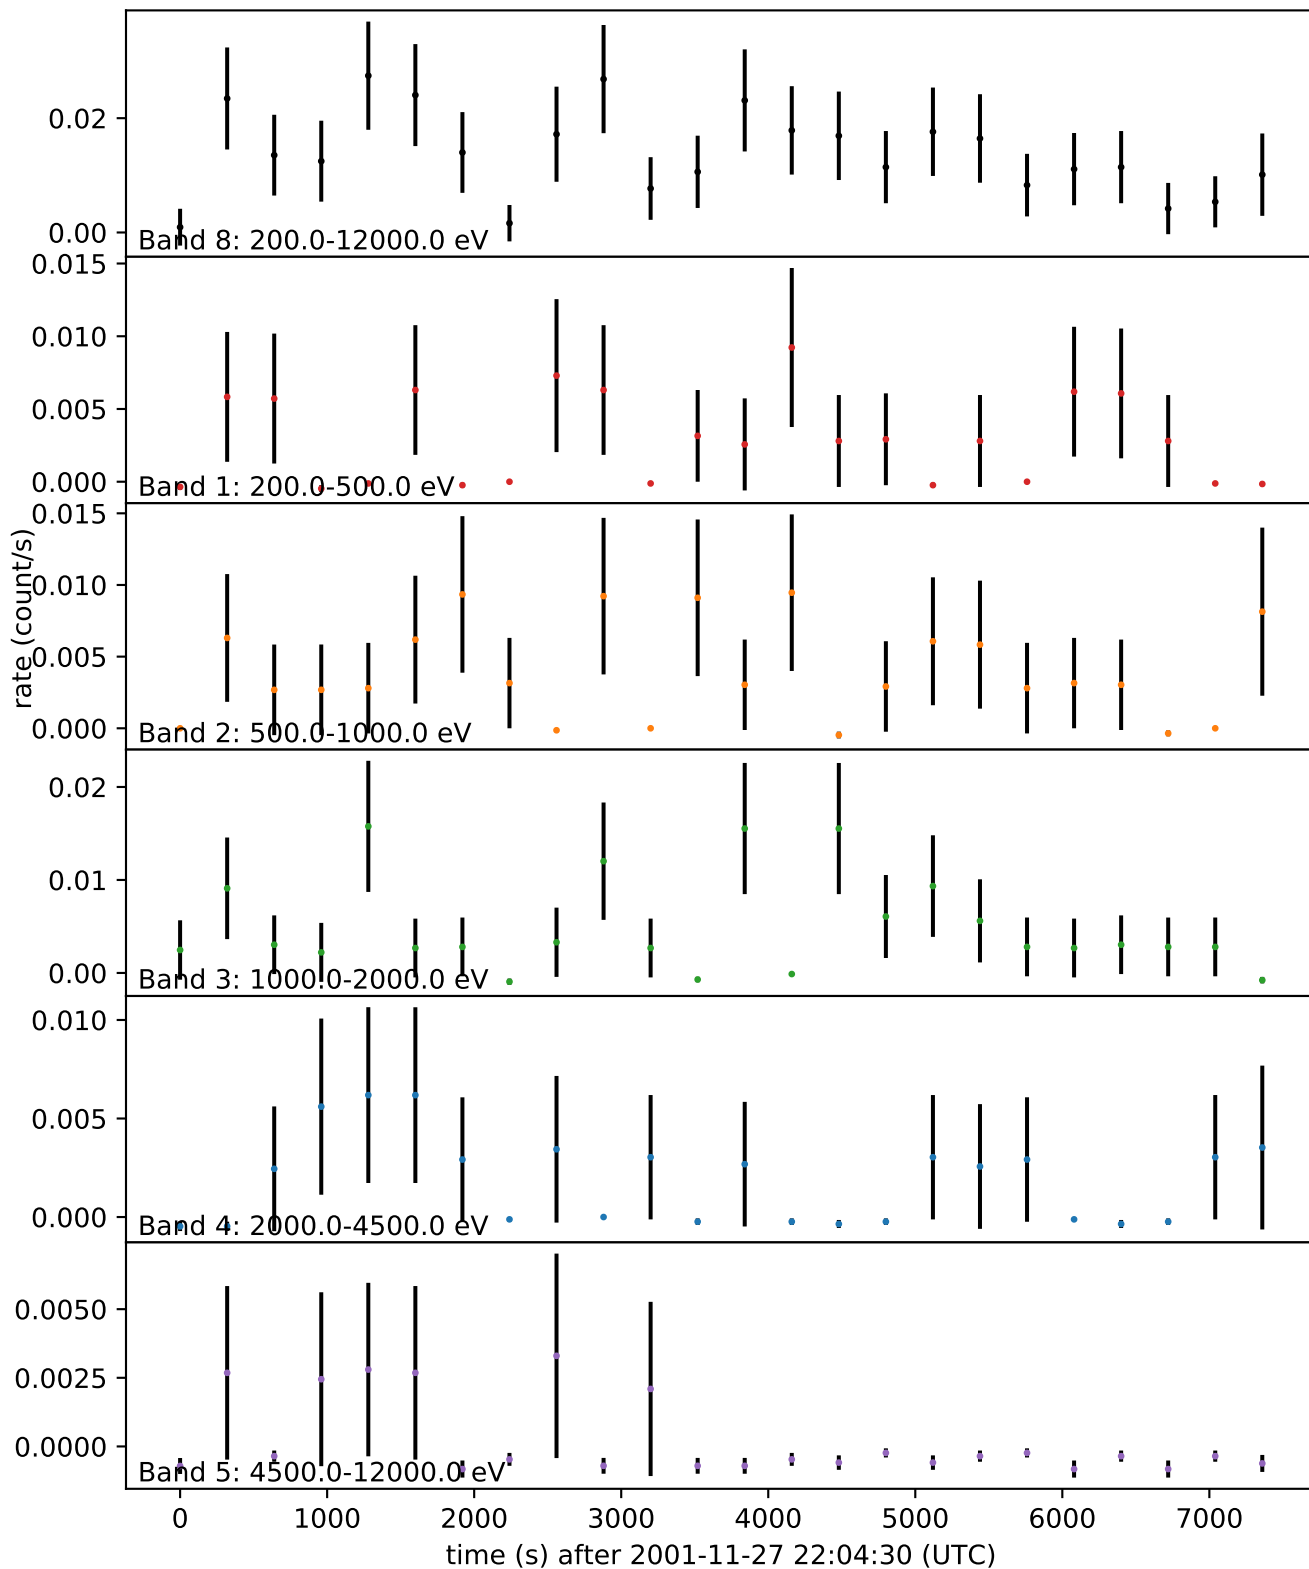 0.02
0.00
Band 8: 200.0-12000.0 eV
0.015
0.010
0.005
0.000
Band 1: 200.0-500.0 eV
rate (count/s)
0.015
0.010
0.005
0.000
Band 2: 500.0-1000.0 eV
0.02
0.01
0.00
Band 3: 1000.0-2000.0 eV
0.010
0.005
0.000
Band 4: 2000.0-4500.0 eV
0.0050
0.0025
0.0000
Band 5: 4500.0-12000.0 eV
0 1000 2000 3000 4000 5000 6000 7000
time (s) after 2001-11-27 22:04:30 (UTC)